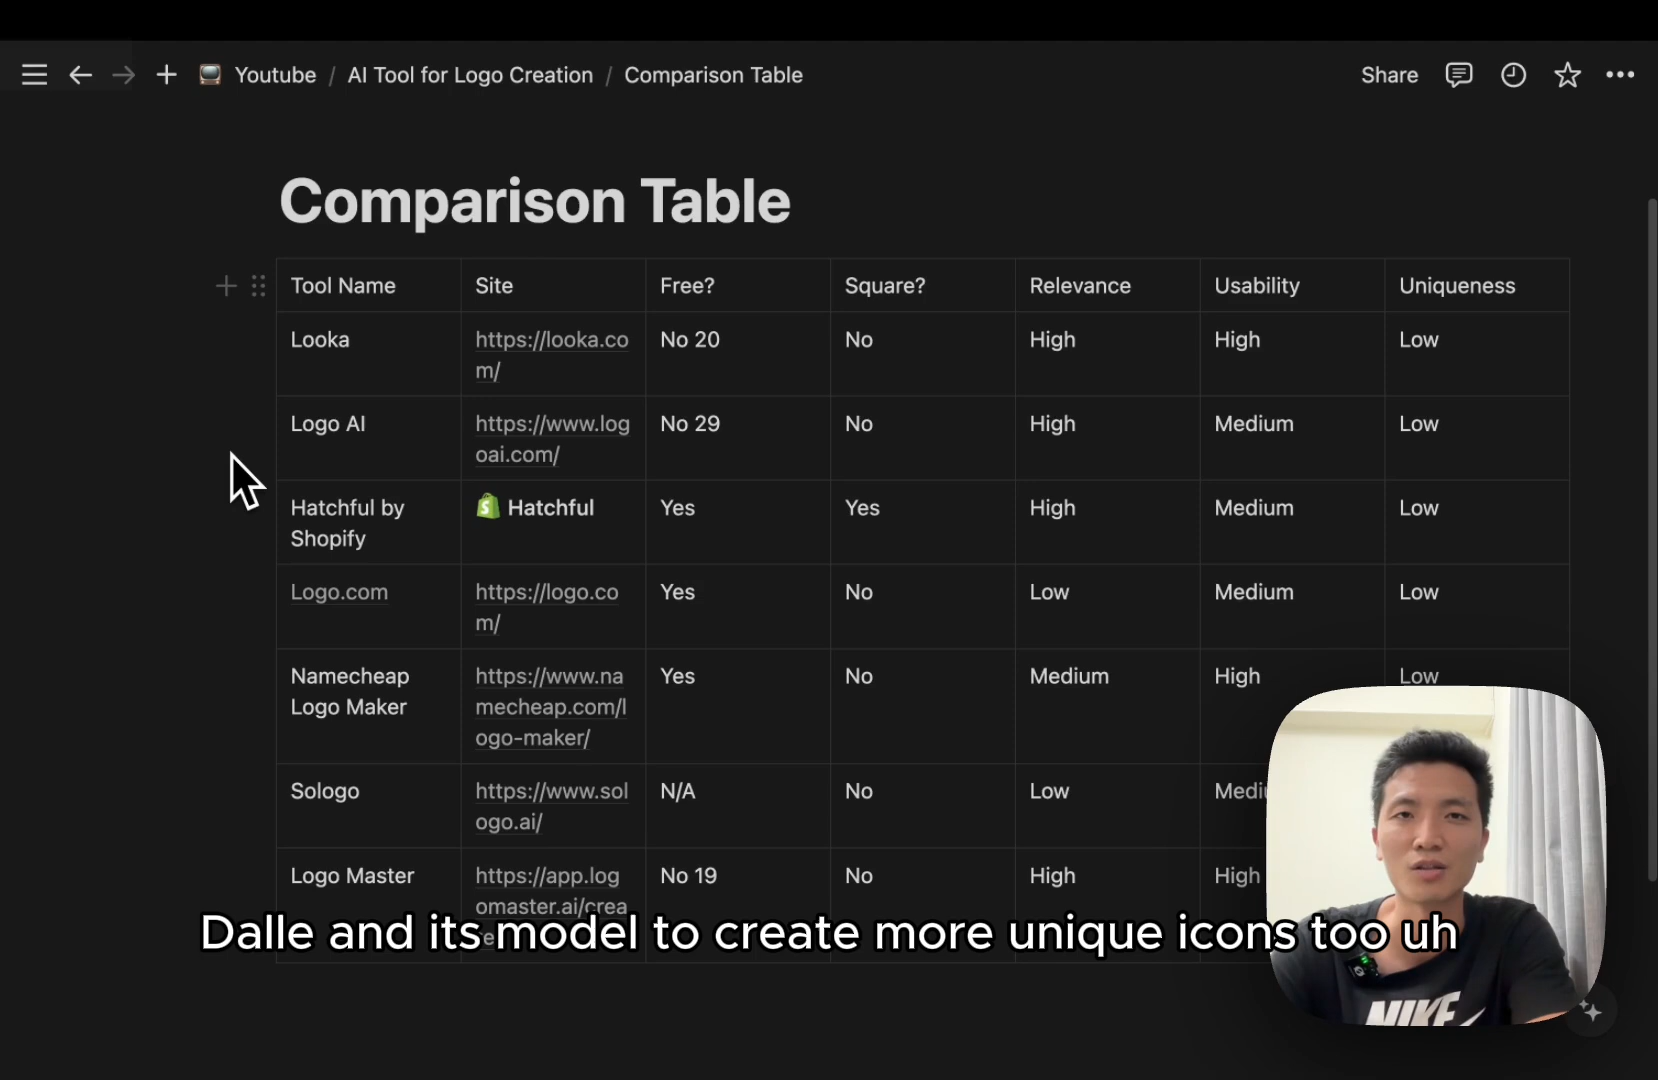 Youtube / AI Tool for Logo Creation / Comparison Table
Share
Comparison Table
Tool Name Site Free? Square? Relevance Usability Uniqueness
Looka https://looka.co No 20 No High High Low
m/
Logo AI https://www.log No 29 No High Medium Low
oai.com/
Hatchful by Hatchful Yes Yes High Medium Low
Shopify
Logo.com https://logo.co Yes No Low Medium Low
m/
Namecheap https://www.na Yes No Medium High Low
Logo Maker mecheap.com/l
ogo-maker/
Sologo https://www.sol N/A No Low
ogo.ai/
Logo Master https://app.log No 19 No High High
omaster.ai/crea
Dalle and its model to create more unique icons too uh
NIKE